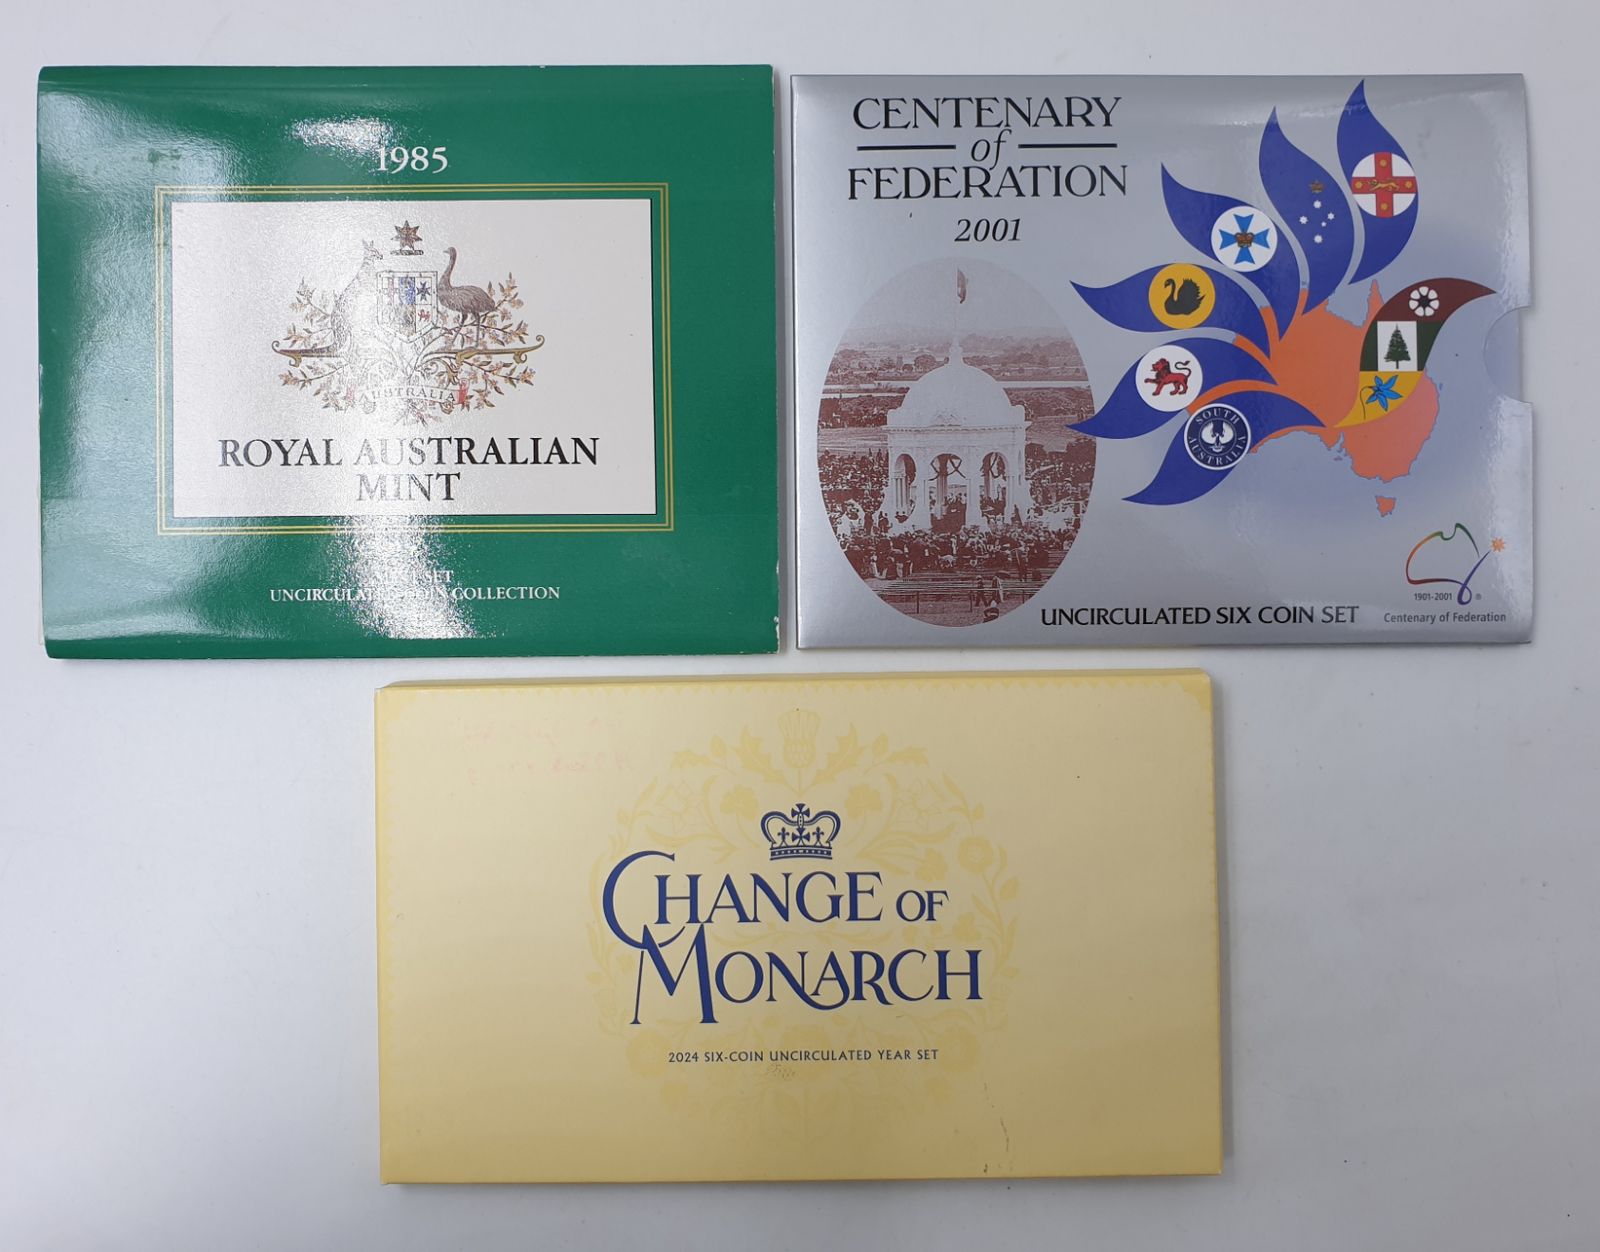 1985
AUSTRALIA
ROYAL AUSTRALIAN
MINT
SET
UNCIRCULATED COIN COLLECTION
CENTENARY
of
FEDERATION
2001
SOUTH
AUSTRALIA
1901-2001 ®
Centenary of Federation
UNCIRCULATED SIX COIN SET
CHANGE OF
MONARCH
2024 SIX-COIN UNCIRCULATED YEAR SET